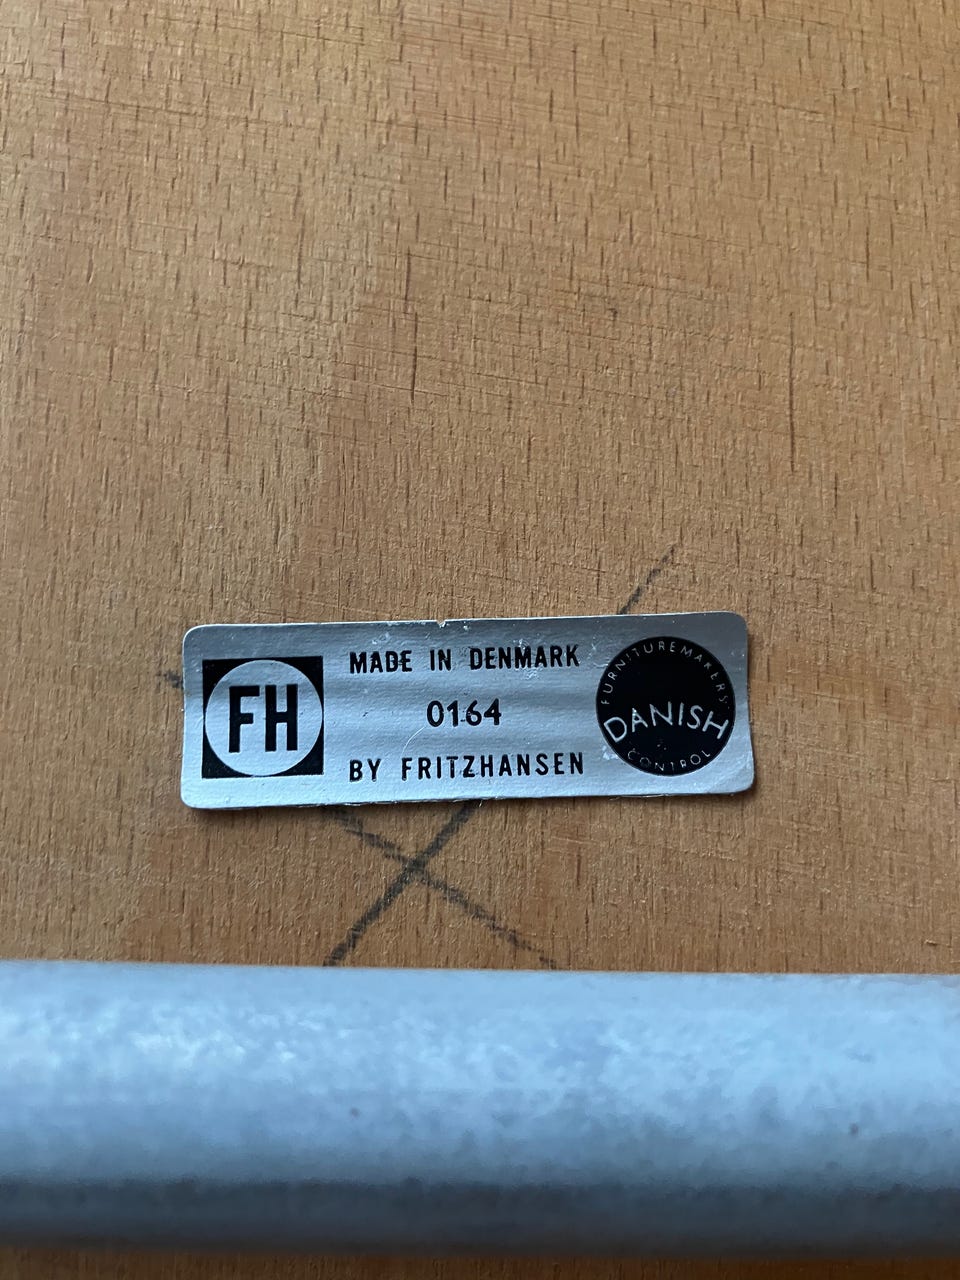 FH
MADE IN DENMARK
0164
BY FRITZHANSEN
FURNITUREMAKERS
DANISH
CONTROL